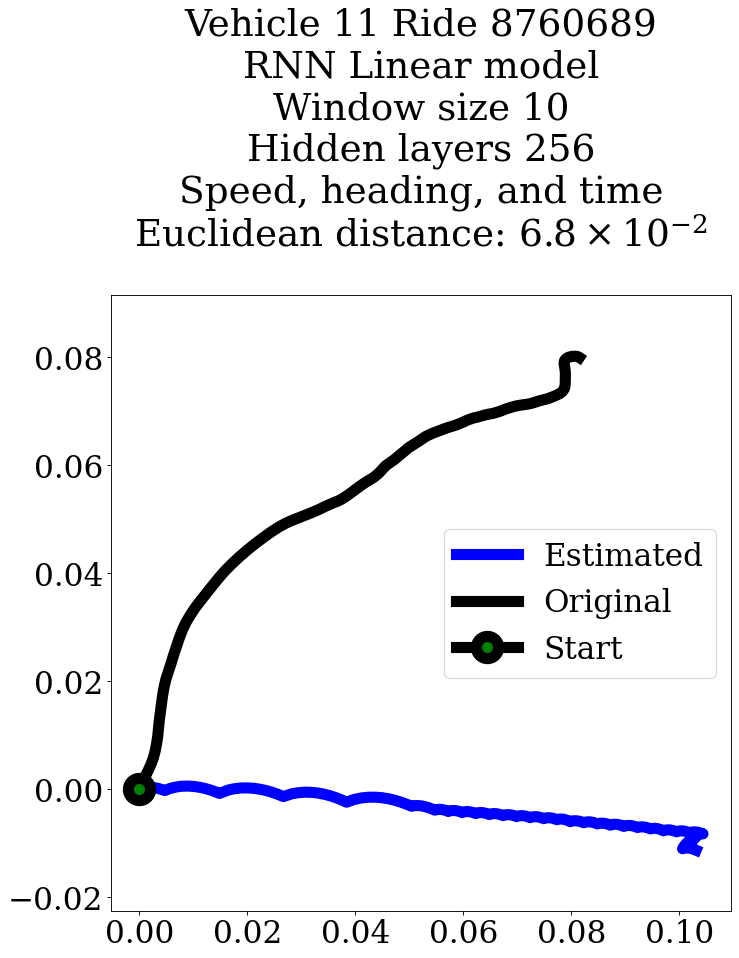 Vehicle 11 Ride 8760689
RNN Linear model
Window size 10
Hidden layers 256
Speed, heading, and time
Euclidean distance: 6.8 × 10⁻²
0.08
0.06
0.04
0.02
0.00
−0.02
Estimated
Original
Start
0.00 0.02 0.04 0.06 0.08 0.10